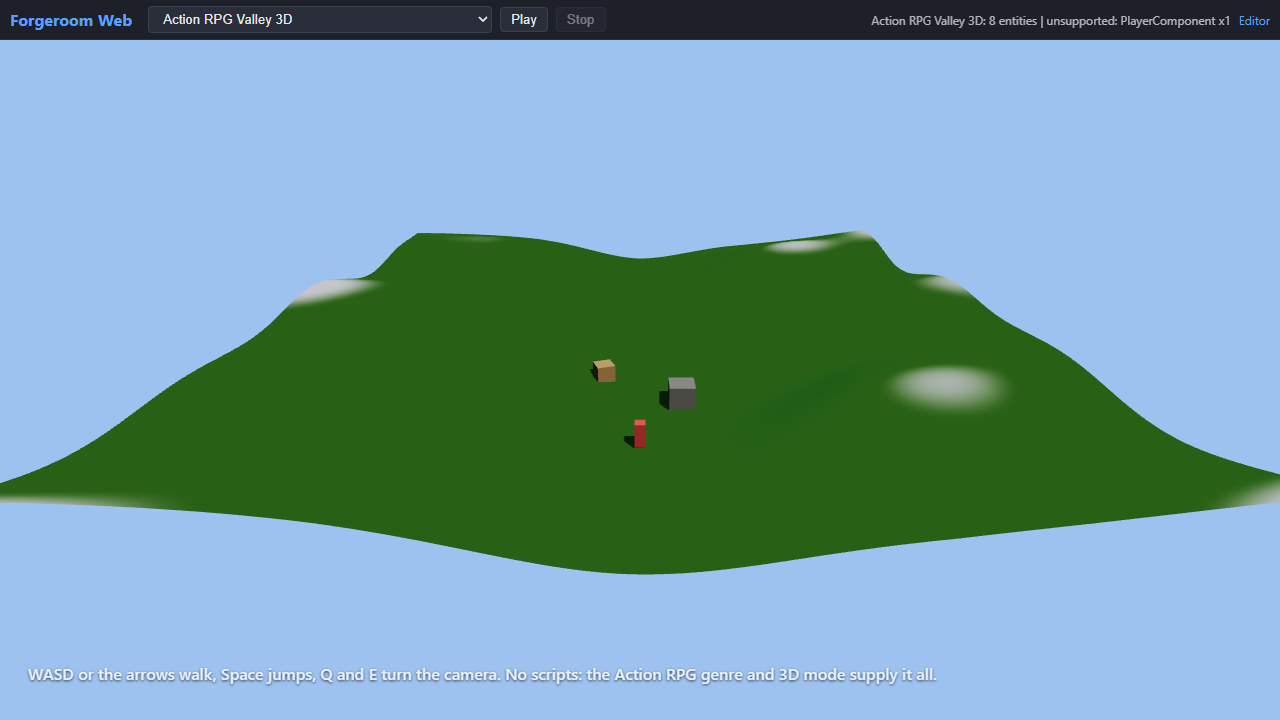 Forgeroom Web
Action RPG Valley 3D
Play
Stop
Action RPG Valley 3D: 8 entities | unsupported: PlayerComponent x1
Editor
WASD or the arrows walk, Space jumps, Q and E turn the camera. No scripts: the Action RPG genre and 3D mode supply it all.